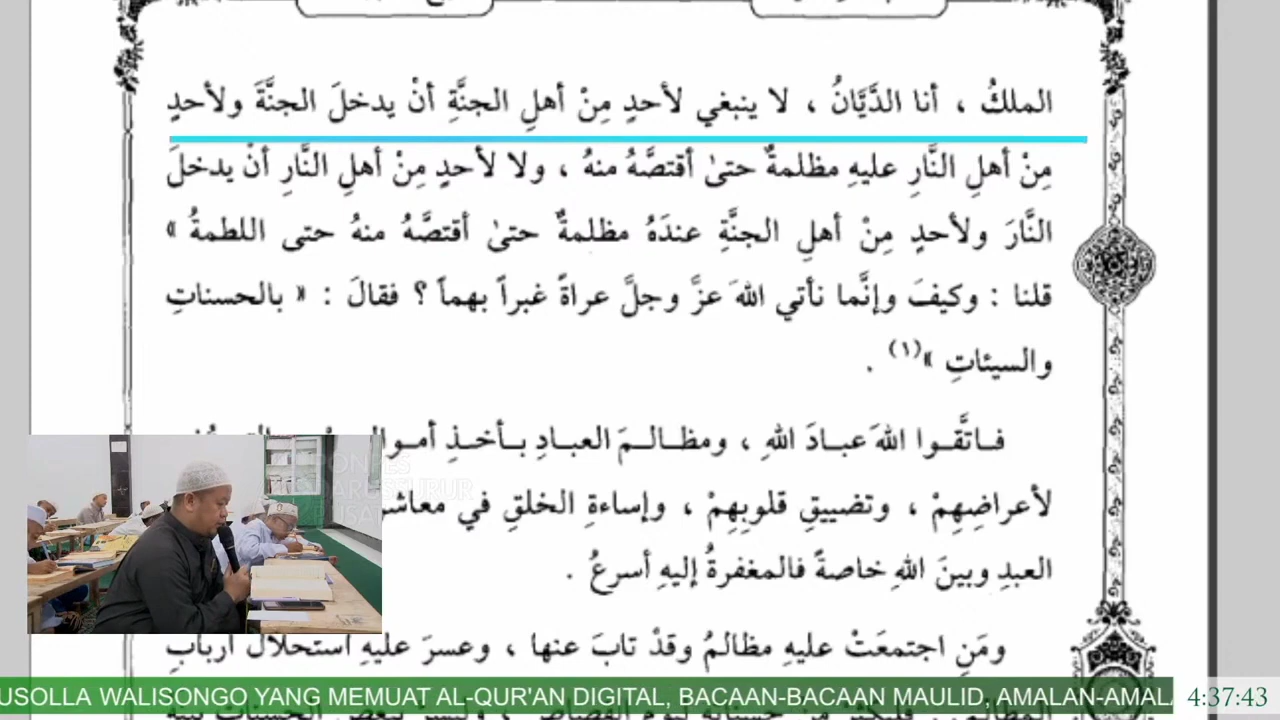 الملكُ ، أنا الدَّيَّانُ ، لا ينبغي لأحدٍ مِنْ أهلِ الجنَّةِ أنْ يدخلَ الجنَّةَ ولأحدٍ
مِنْ أهلِ النَّارِ عليهِ مظلمةٌ حتىٰ أقتصَّهُ منهُ ، ولا لأحدٍ مِنْ أهلِ النَّارِ أنْ يدخلَ
النَّارَ ولأحدٍ مِنْ أهلِ الجنَّةِ عندَهُ مظلمةٌ حتىٰ أقتصَّهُ منهُ حتى اللطمةُ »
قلنا : وكيفَ وإنَّما نأتي اللهَ عزَّ وجلَّ عراةً غبراً بهماً ؟ فقالَ : « بالحسناتِ
والسيئاتِ »(١) .
فاتَّقوا اللهَ عبادَ اللهِ ، ومظالمَ العبادِ بأخذِ
لأعراضِهِمْ ، وتضييقِ قلوبِهِمْ ، وإساءةِ الخلقِ في
العبدِ وبينَ اللهِ خاصةً فالمغفرةُ إليهِ أسرعُ .
ومَنِ اجتمعَتْ عليهِ مظالمُ وقدْ تابَ عنها ، وعسرَ عليهِ استحلالُ أربابِ
PONPES
DARUSSURUR
USOLLA WALISONGO YANG MEMUAT AL-QUR'AN DIGITAL, BACAAN-BACAAN MAULID, AMALAN-AMAL
4:37:43